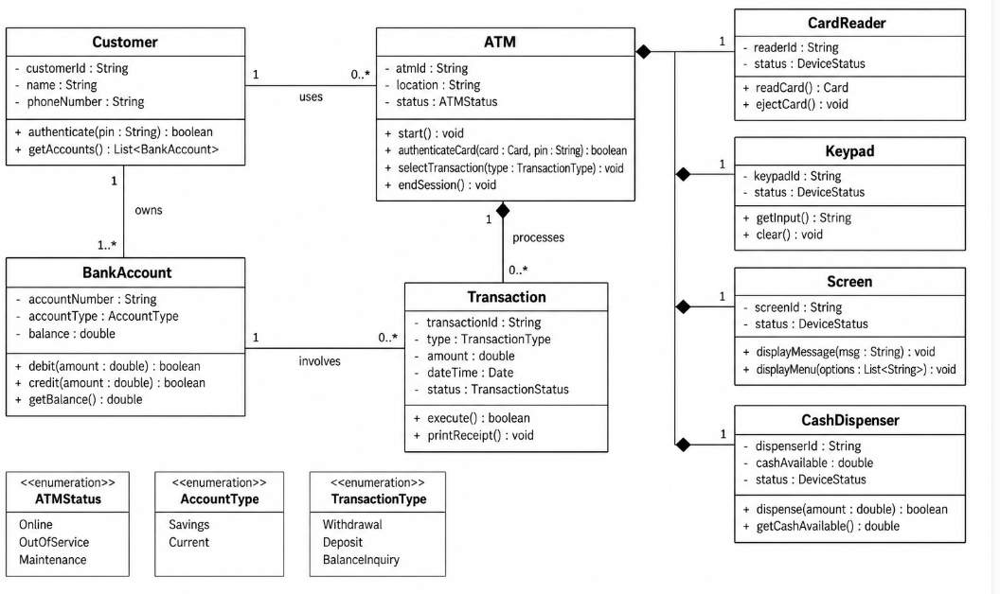 Customer
- customerId : String
- name : String
- phoneNumber : String
+ authenticate(pin : String) : boolean
+ getAccounts() : List<BankAccount>
1
0..*
uses
ATM
- atmId : String
- location : String
- status : ATMStatus
+ start() : void
+ authenticateCard(card : Card, pin : String) : boolean
+ selectTransaction(type : TransactionType) : void
+ endSession() : void
1
CardReader
- readerId : String
- status : DeviceStatus
+ readCard() : Card
+ ejectCard() : void
1
Keypad
- keypadId : String
- status : DeviceStatus
+ getInput() : String
+ clear() : void
1
owns
1..*
1
processes
0..*
BankAccount
- accountNumber : String
- accountType : AccountType
- balance : double
+ debit(amount : double) : boolean
+ credit(amount : double) : boolean
+ getBalance() : double
1
0..*
involves
Transaction
- transactionId : String
- type : TransactionType
- amount : double
- dateTime : Date
- status : TransactionStatus
+ execute() : boolean
+ printReceipt() : void
1
Screen
- screenId : String
- status : DeviceStatus
+ displayMessage(msg : String) : void
+ displayMenu(options : List<String>) : void
1
CashDispenser
- dispenserId : String
- cashAvailable : double
- status : DeviceStatus
+ dispense(amount : double) : boolean
+ getCashAvailable() : double
<<enumeration>>
ATMStatus
Online
OutOfService
Maintenance
<<enumeration>>
AccountType
Savings
Current
<<enumeration>>
TransactionType
Withdrawal
Deposit
BalanceInquiry